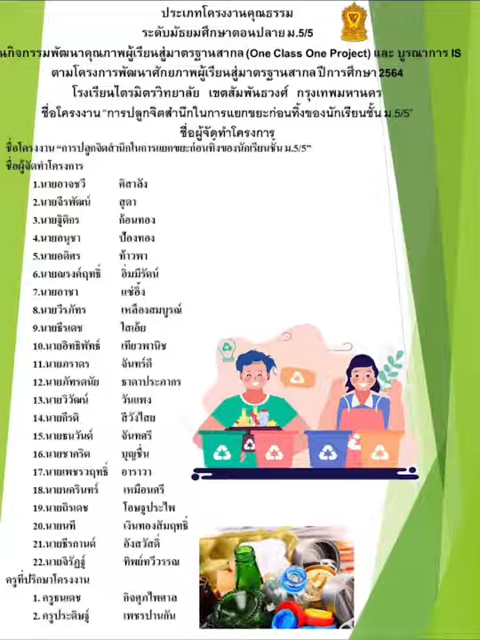 ประเภทโครงงานคุณธรรม
ระดับมัธยมศึกษาตอนปลาย ม.5/5
นกิจกรรมพัฒนาคุณภาพผู้เรียนสู่มาตรฐานสากล (One Class One Project) และ บูรณาการ IS
ตามโครงการพัฒนาศักยภาพผู้เรียนสู่มาตรฐานสากล ปีการศึกษา 2564
โรงเรียนไตรมิตรวิทยาลัย เขตสัมพันธวงศ์ กรุงเทพมหานคร
ชื่อโครงงาน "การปลูกจิตสำนึกในการแยกขยะก่อนทิ้งของนักเรียนชั้น ม.5/5"
ชื่อผู้จัดทำโครงการ
ชื่อโครงงาน "การปลูกจิตสำนึกในการแยกขยะก่อนทิ้งของนักเรียนชั้น ม.5/5"
ชื่อผู้จัดทำโครงการ
1.นายอาจชวี ดิสาลัง
2.นายจีรพัฒน์ สุดา
3.นายฐิติกร ก้อนทอง
4.นายอนุชา ป้องทอง
5.นายอดิศร ท้าวพา
6.นายณรงค์ฤทธิ์ อิ่มมีรัตน์
7.นายอาชา แซ่อึ้ง
8.นายวีรภัทร เหลืองสมบูรณ์
9.นายธีรเดช ใสเอ้ย
10.นายอิทธิพัทธ์ เทียวพานิช
11.นายภราดร จันทร์ดี
12.นายภัทรดนัย ธาดาประภากร
13.นายวิวัฒน์ วันแพง
14.นายกีรติ สีวังไสย
15.นายธนวันต์ จันทศรี
16.นายชาคริต บุญชื่น
17.นายเพชรวฤทธิ์ อาราวา
18.นายนครินทร์ เหมือนศรี
19.นายถิรเดช โอษฐประไพ
20.นายนที เงินทองสัมฤทธิ์
21.นายธีรกานต์ อังสวัสดิ์
22.นายจิรัฏฐ์ ทิพย์ทวีวรรณ
ครูที่ปรึกษาโครงงาน
1. ครูธนเดช กิจศุภไพศาล
2. ครูประดิษฐ์ เพชรปานกัน